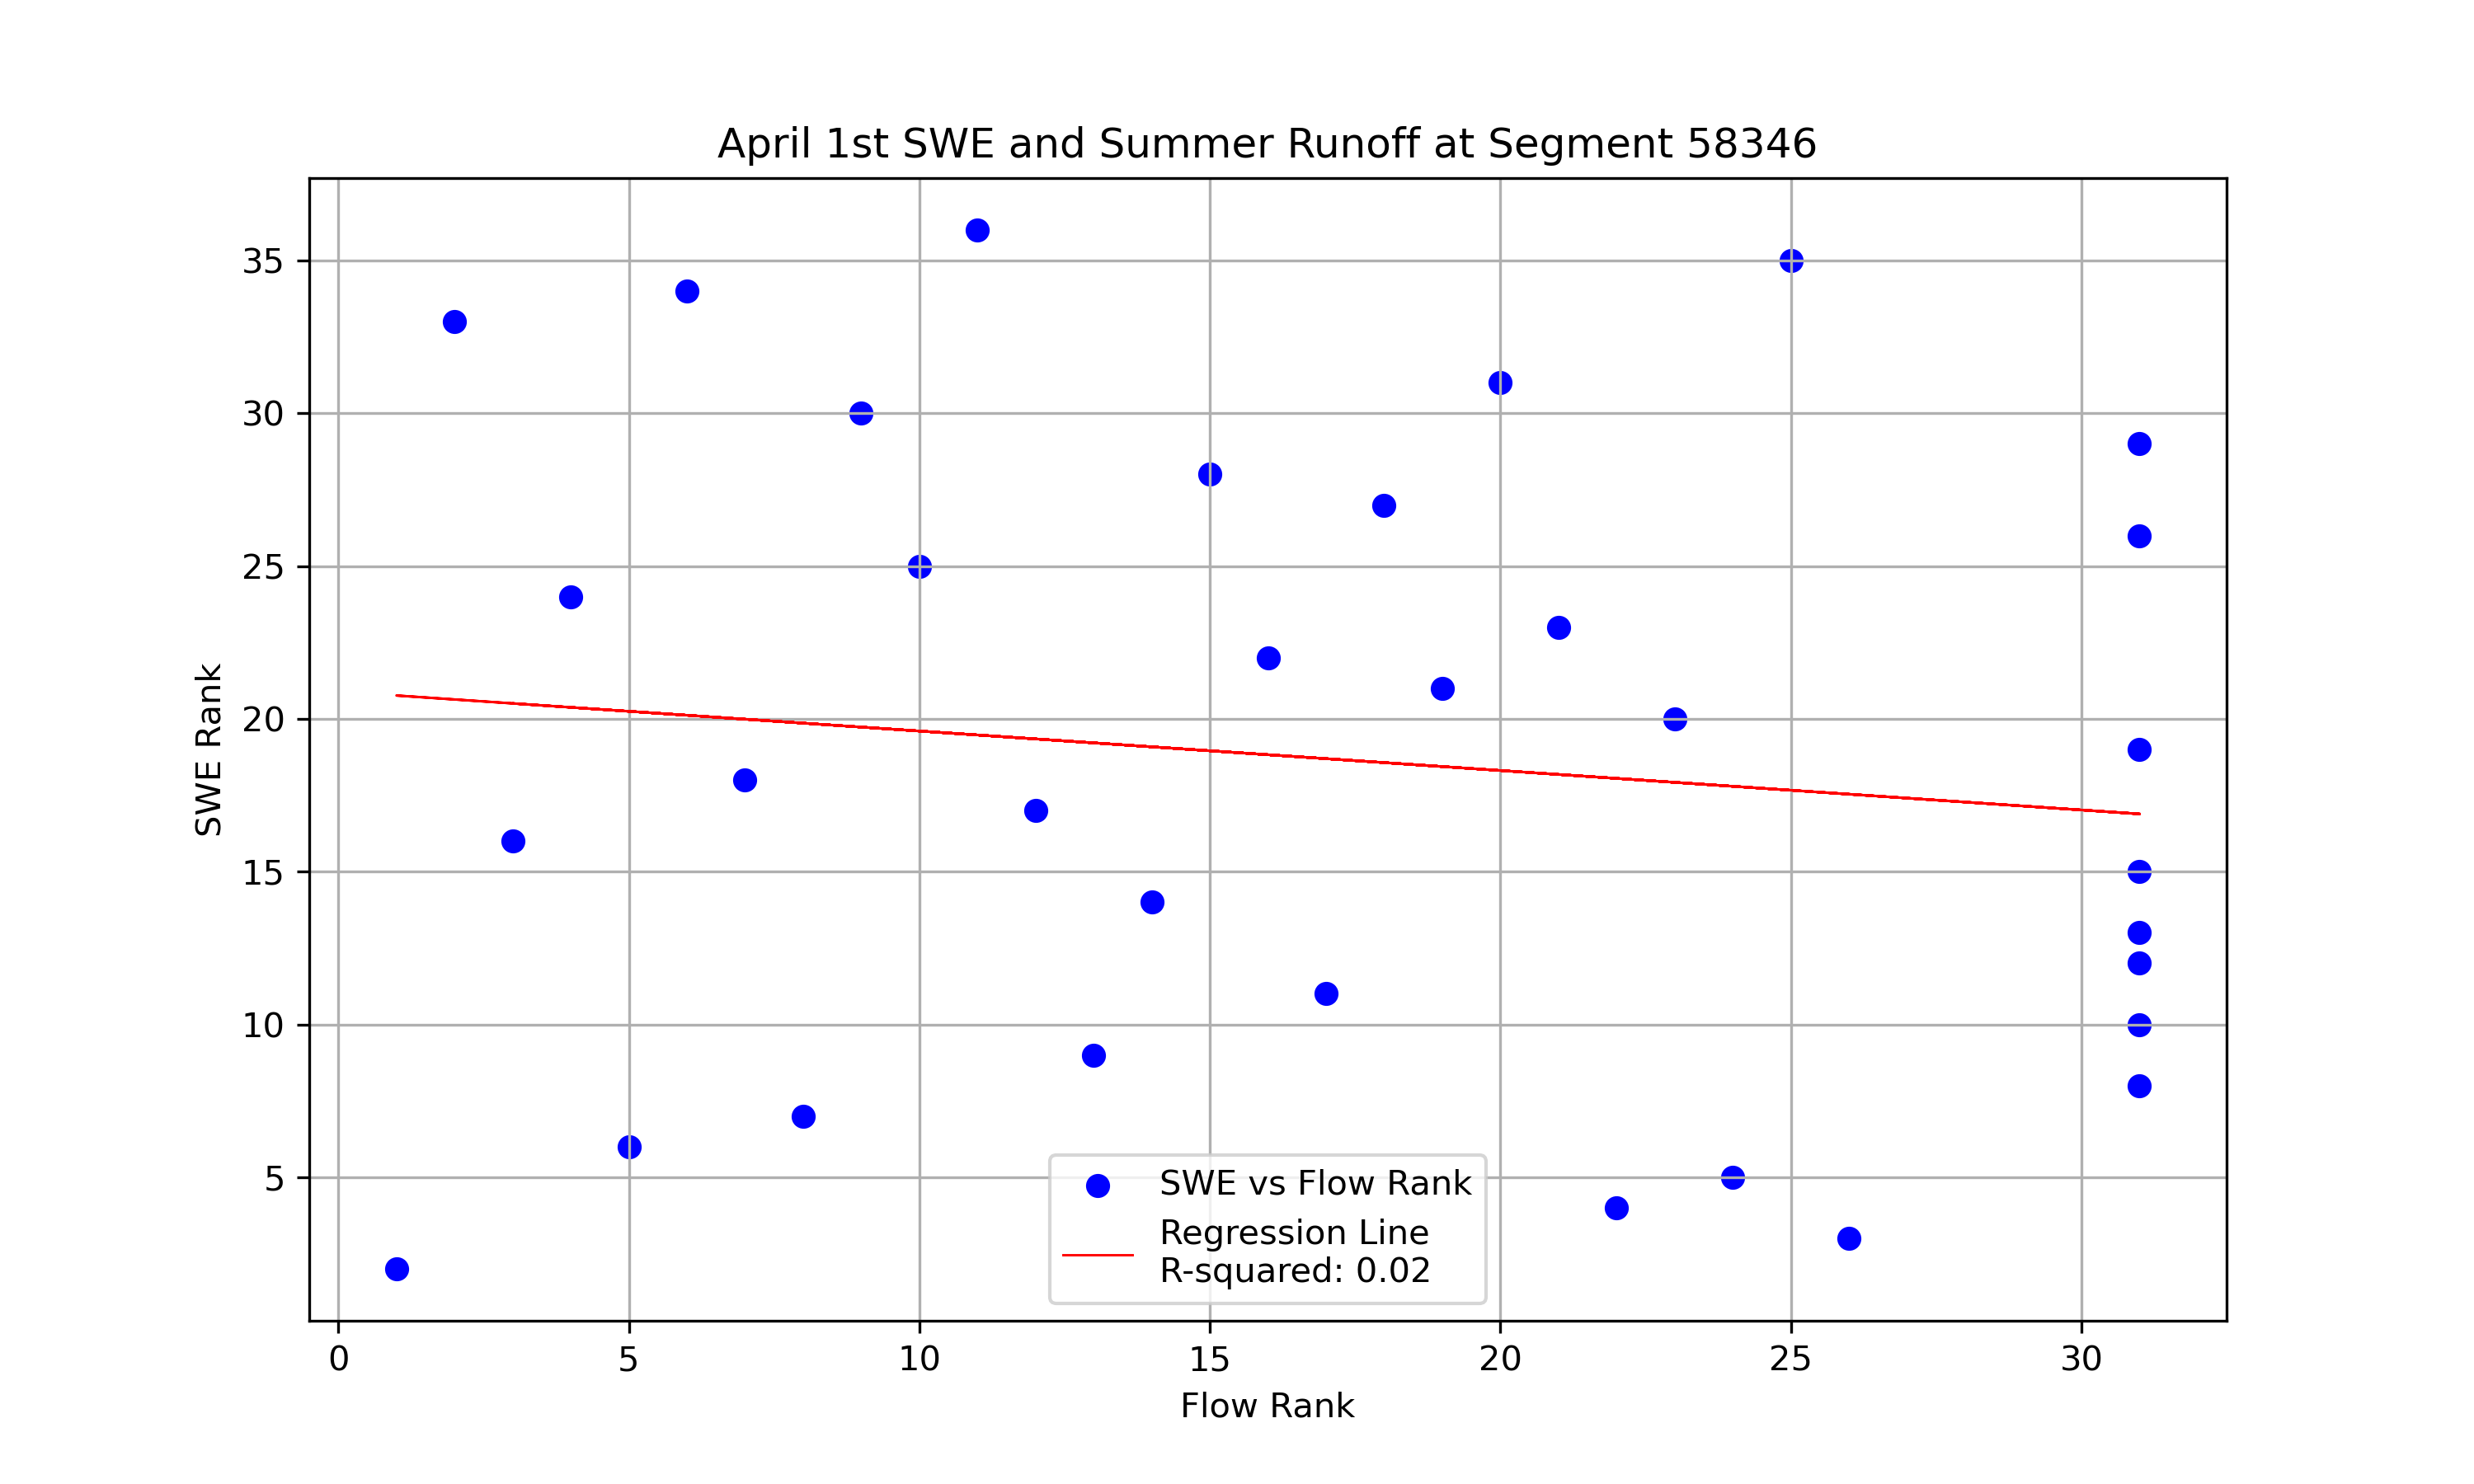 April 1st SWE and Summer Runoff at Segment 58346
35
30
25
20
15
10
5
SWE Rank
SWE vs Flow Rank
Regression Line
R-squared: 0.02
0 5 10 15 20 25 30
Flow Rank